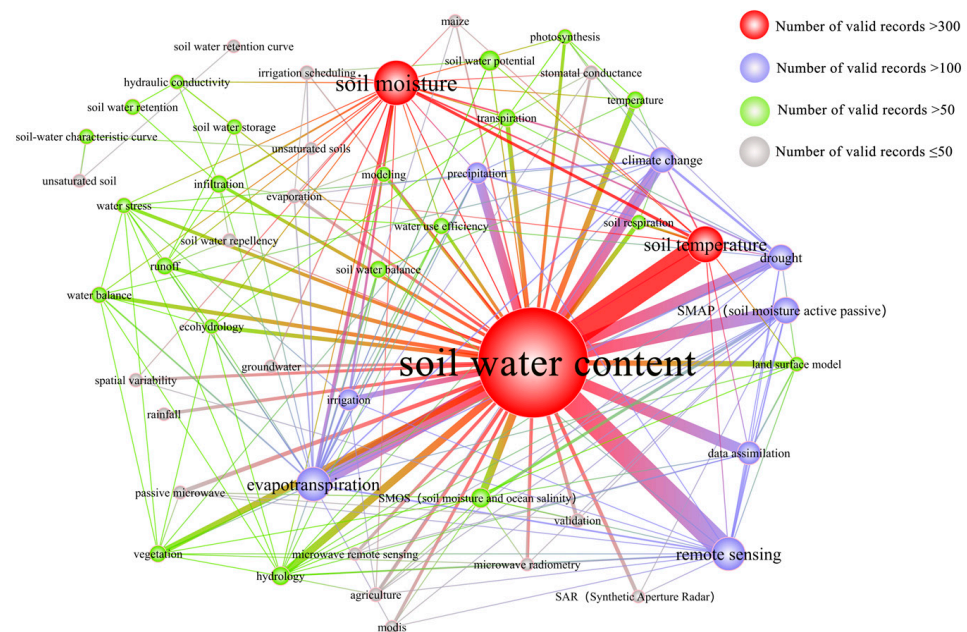 maize
Number of valid records >300
photosynthesis
soil water retention curve
soil water potential
Number of valid records >100
irrigation scheduling
stomatal conductance
hydraulic conductivity
soil moisture
temperature
Number of valid records >50
soil water retention
transpiration
soil water storage
soil-water characteristic curve
unsaturated soils
Number of valid records ≤50
climate change
modeling
precipitation
unsaturated soil
infiltration
evaporation
water stress
soil respiration
water use efficiency
soil water repellency
soil temperature
drought
runoff
soil water balance
water balance
SMAP (soil moisture active passive)
ecohydrology
soil water content
groundwater
land surface model
spatial variability
irrigation
rainfall
data assimilation
evapotranspiration
passive microwave
SMOS (soil moisture and ocean salinity)
validation
vegetation
microwave remote sensing
remote sensing
microwave radiometry
hydrology
agriculture
SAR (Synthetic Aperture Radar)
modis